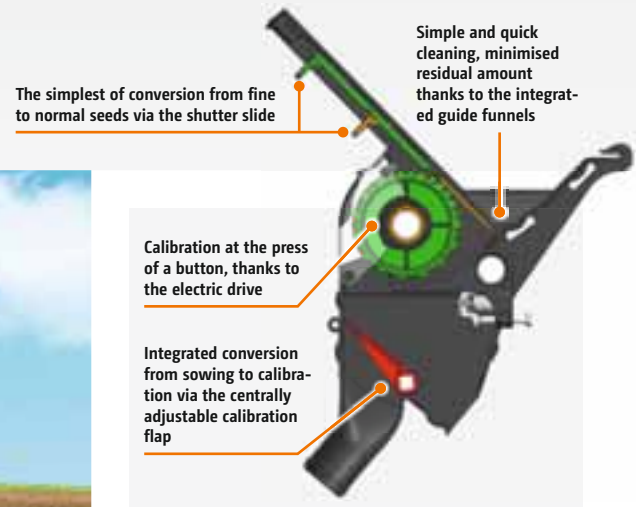 The simplest of conversion from fine
to normal seeds via the shutter slide
Simple and quick
cleaning, minimised
residual amount
thanks to the integrat-
ed guide funnels
Calibration at the press
of a button, thanks to
the electric drive
Integrated conversion
from sowing to calibra-
tion via the centrally
adjustable calibration
flap